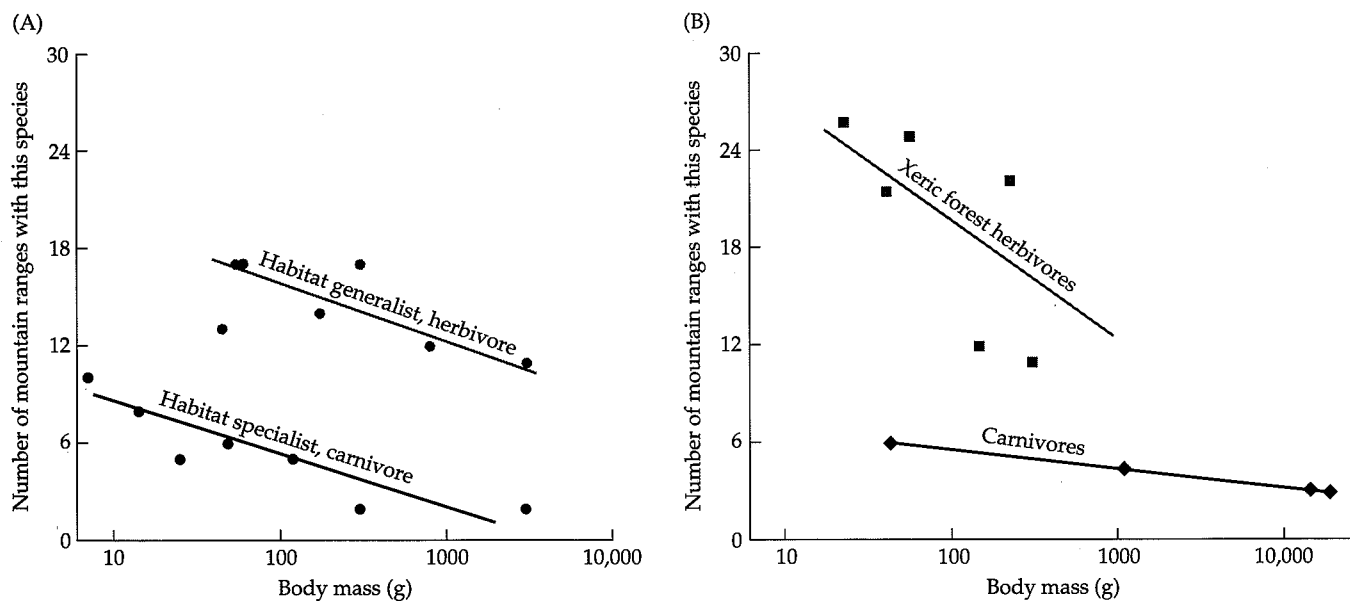 (A)
Number of mountain ranges with this species
30
24
18
12
6
0
10
100
1000
10,000
Body mass (g)
Habitat generalist, herbivore
Habitat specialist, carnivore
(B)
Number of mountain ranges with this species
30
24
18
12
6
0
10
100
1000
10,000
Body mass (g)
Xeric forest herbivores
Carnivores